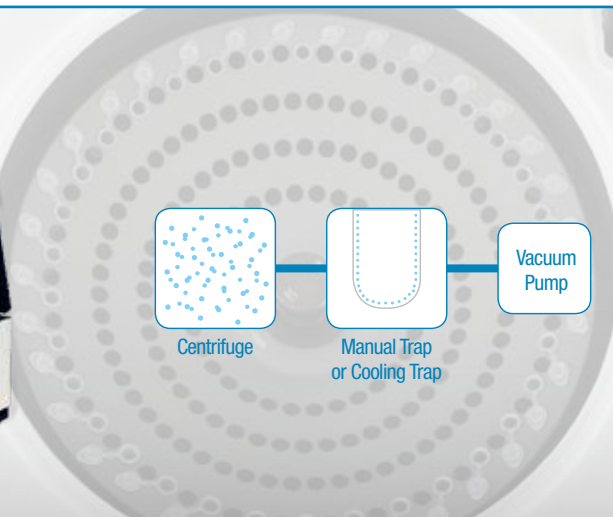 Vacuum
Pump
Centrifuge
Manual Trap
or Cooling Trap